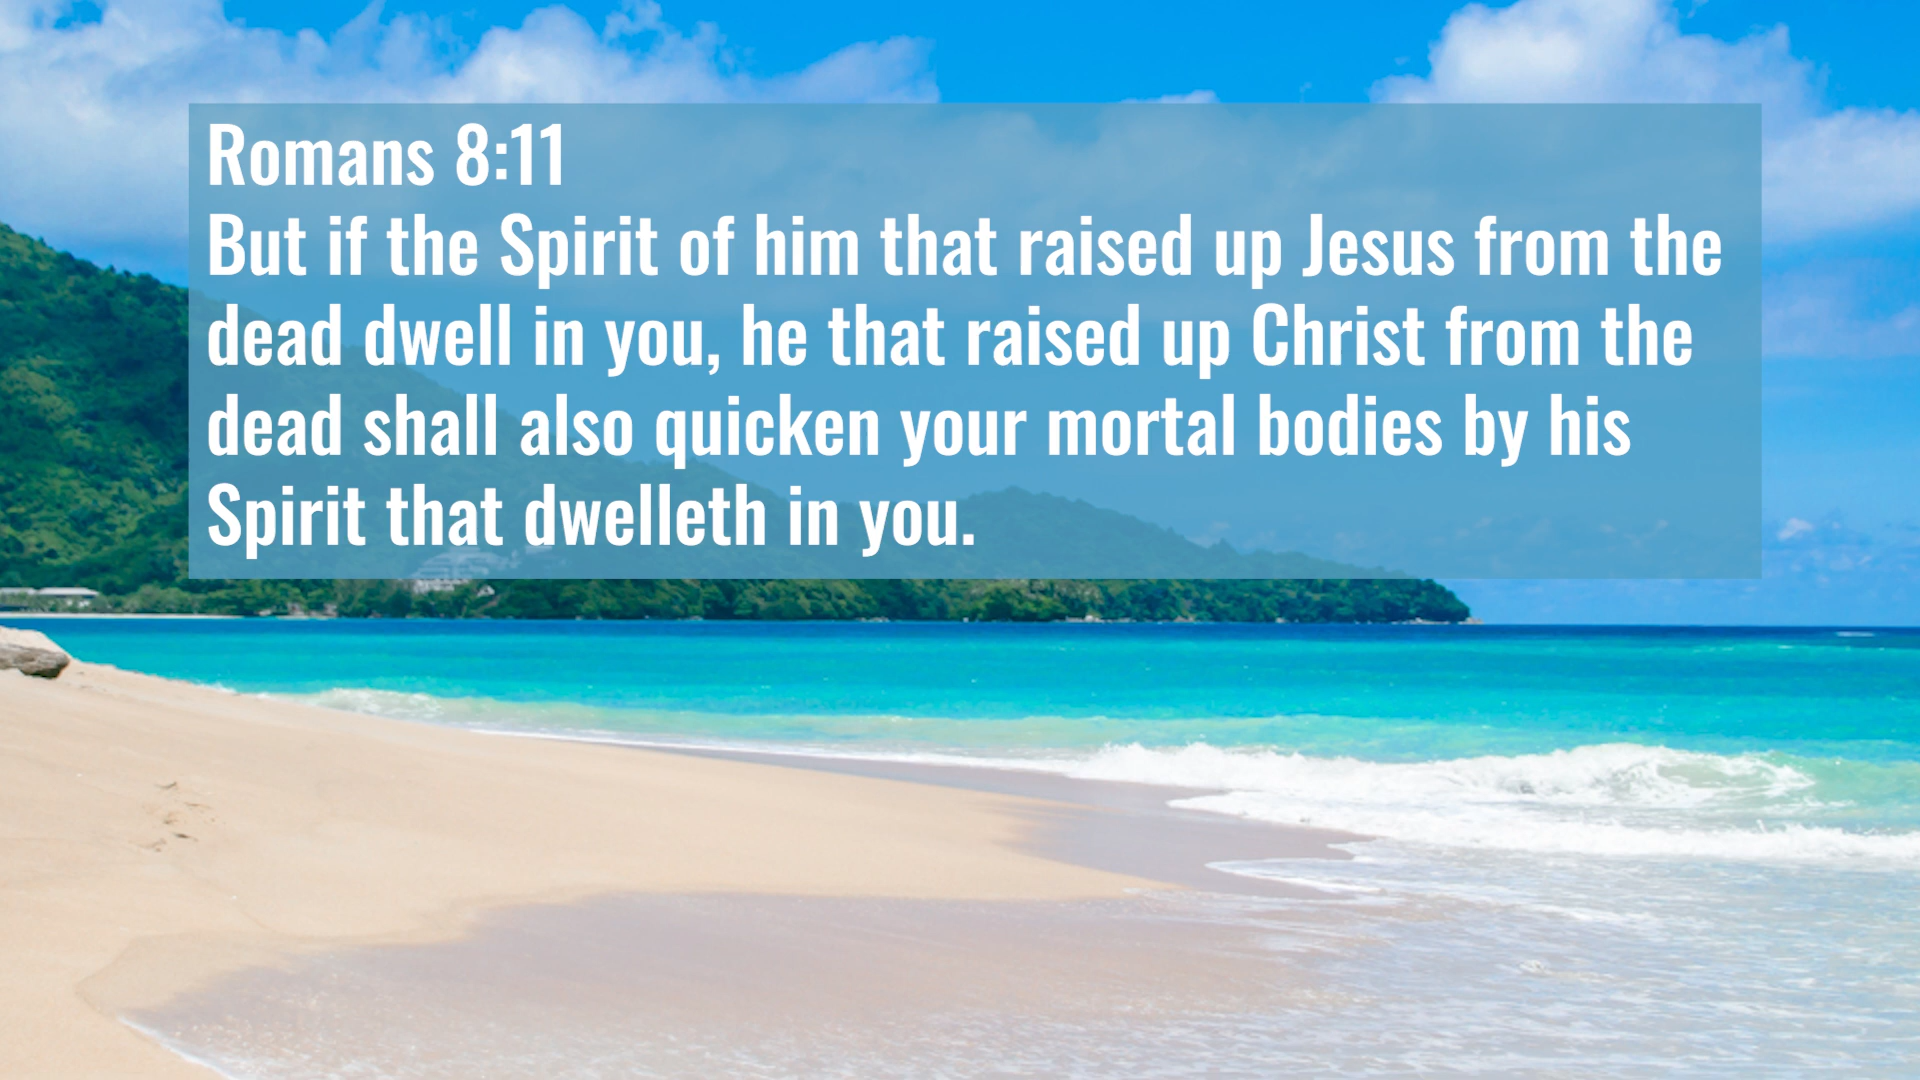 Romans 8:11
But if the Spirit of him that raised up Jesus from the
dead dwell in you, he that raised up Christ from the
dead shall also quicken your mortal bodies by his
Spirit that dwelleth in you.